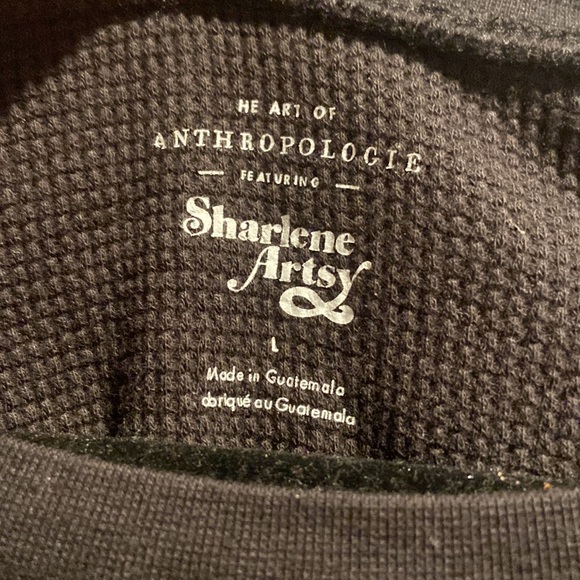 HE ART OF
ANTHROPOLOGIE
— FEATURING —
Sharlene
Artsy
L
Made in Guatemala
abriqué au Guatemala